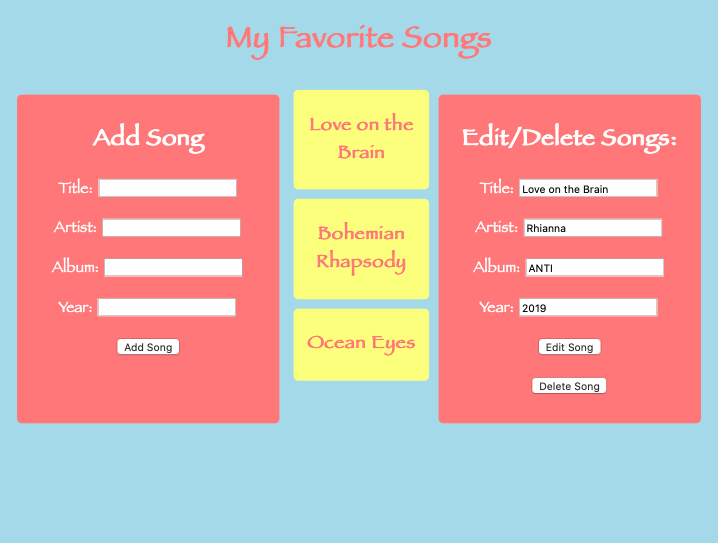 My Favorite Songs
Add Song
Title:
Artist:
Album:
Year:
Add Song
Love on the
Brain
Bohemian
Rhapsody
Ocean Eyes
Edit/Delete Songs:
Title: Love on the Brain
Artist: Rhianna
Album: ANTI
Year: 2019
Edit Song
Delete Song